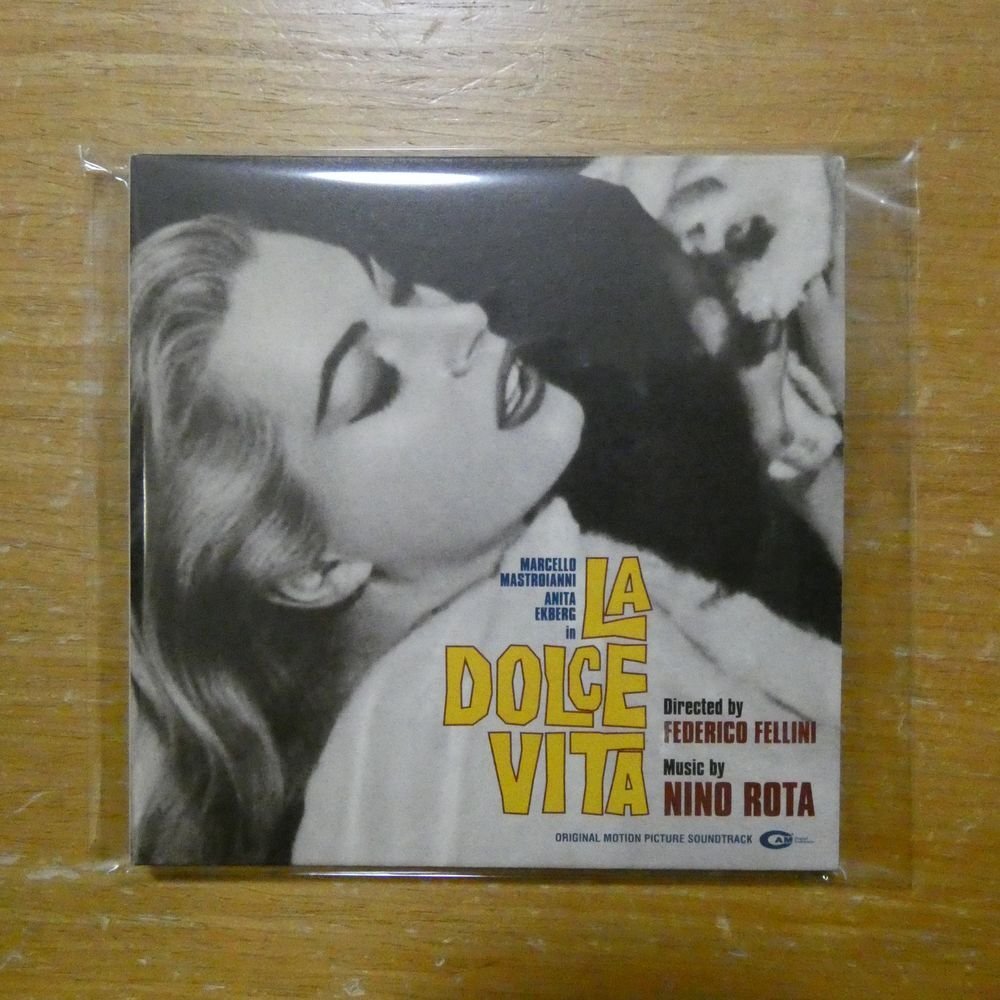 MARCELLO
MASTROIANNI
ANITA
EKBERG
in
LA
DOLCE
VITA
Directed by
FEDERICO FELLINI
Music by
NINO ROTA
ORIGINAL MOTION PICTURE SOUNDTRACK
CAM